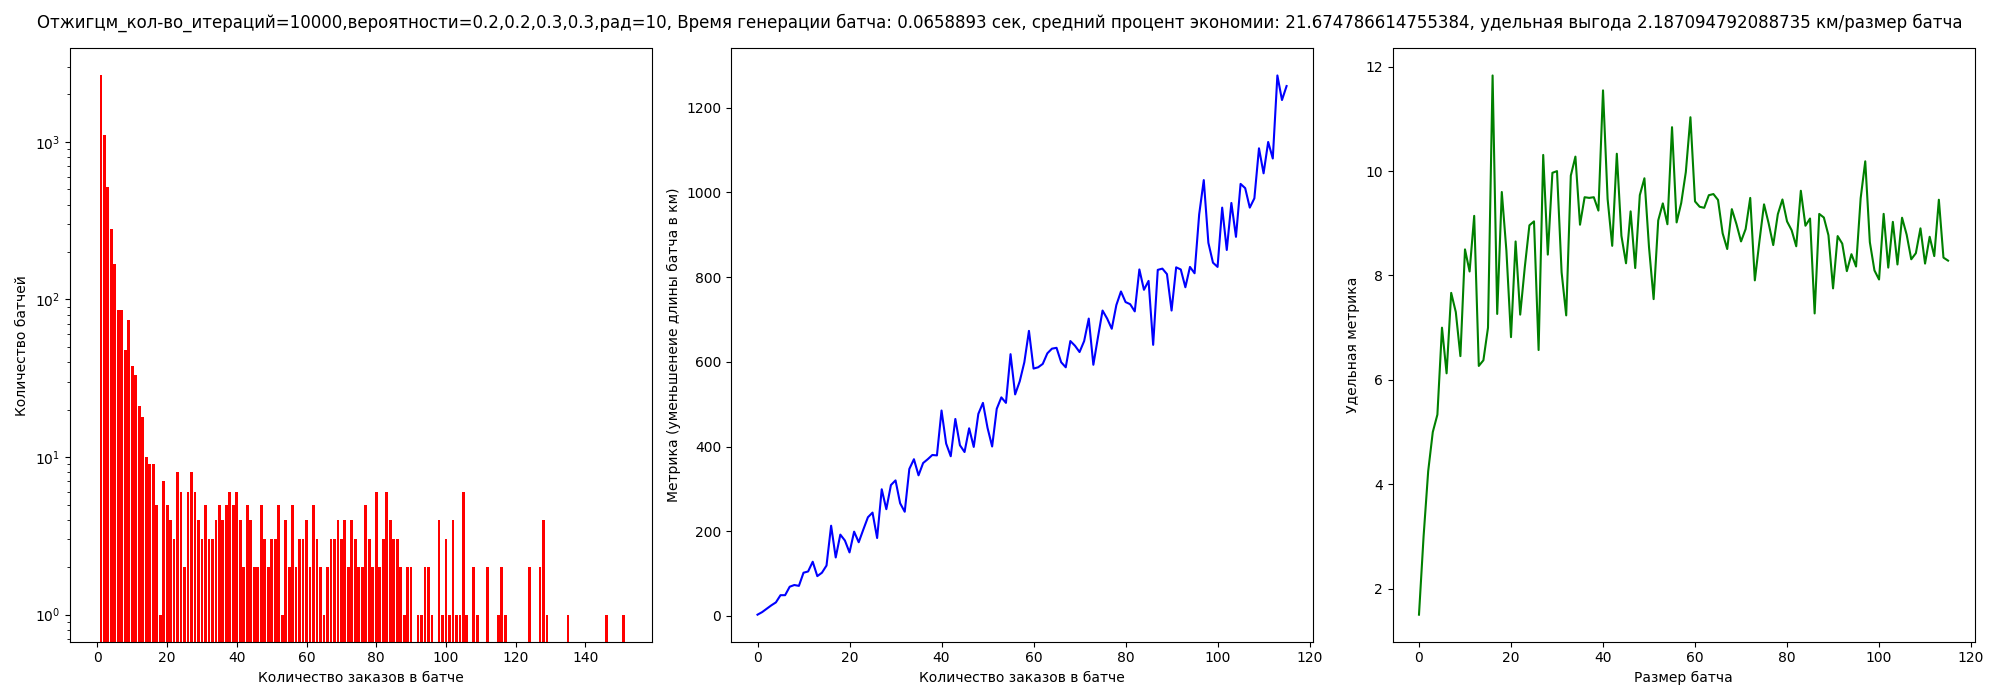 Отжигцм_кол-во_итераций=10000,вероятности=0.2,0.2,0.3,0.3,рад=10, Время генерации батча: 0.0658893 сек, средний процент экономии: 21.674786614755384, удельная выгода 2.187094792088735 км/размер батча
Количество батчей
10^3
10^2
10^1
10^0
0 20 40 60 80 100 120 140
Количество заказов в батче
Метрика (уменьшенеие длины батча в км)
1200
1000
800
600
400
200
0
0 20 40 60 80 100 120
Количество заказов в батче
Удельная метрика
12
10
8
6
4
2
0 20 40 60 80 100 120
Размер батча